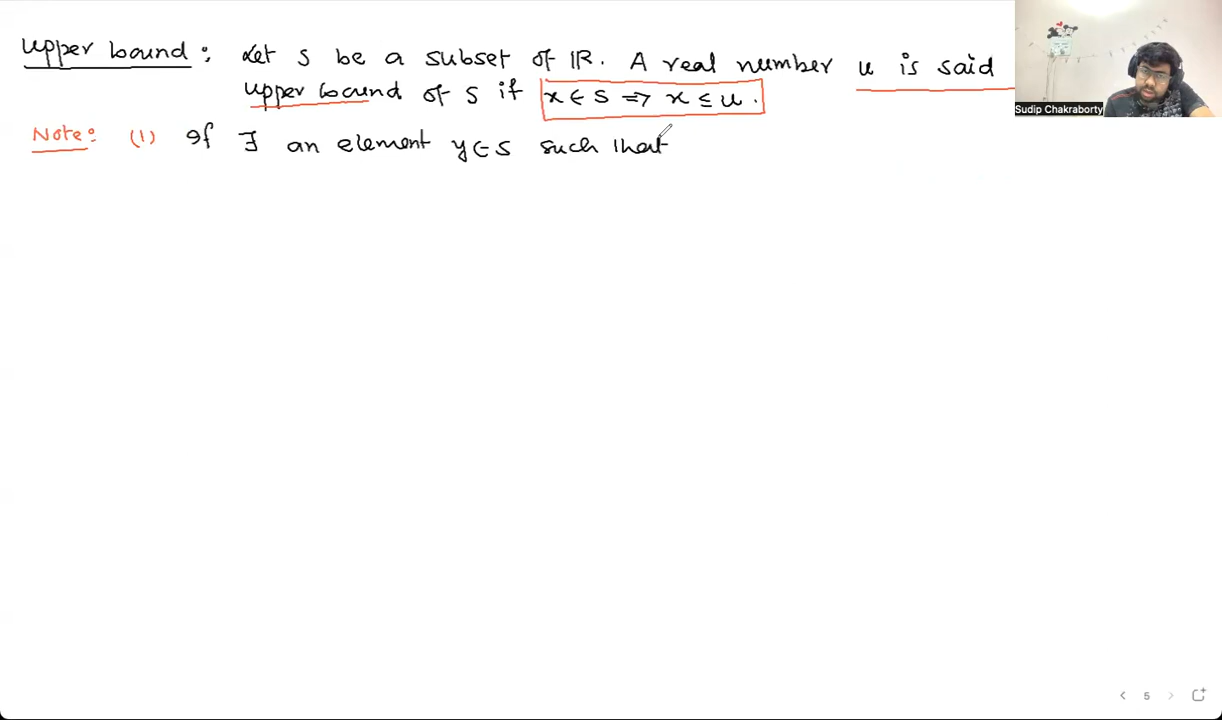 Upper bound : Let S be a subset of ℝ. A real number u is said
upper bound of S if x ∈ S ⇒ x ≤ u.
Note: (1) If ∃ an element y ∈ S such that
Sudip Chakraborty
5